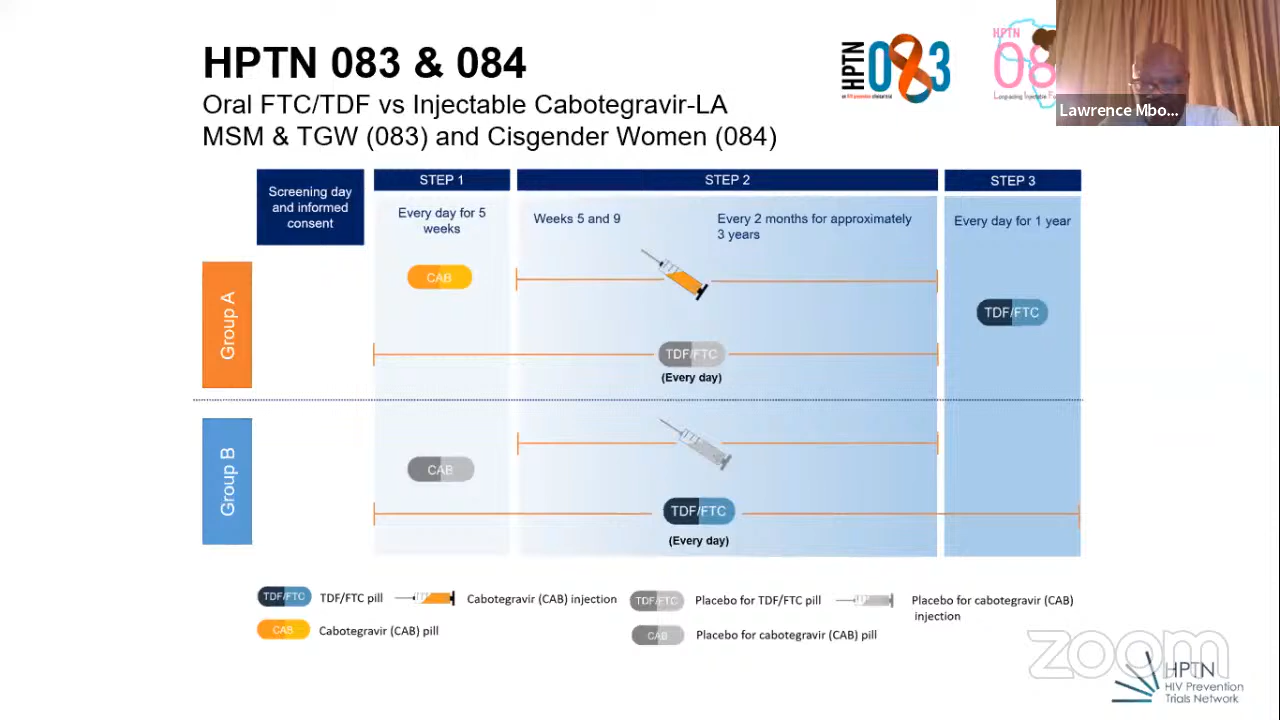 HPTN 083 & 084
Oral FTC/TDF vs Injectable Cabotegravir-LA
MSM & TGW (083) and Cisgender Women (084)
HPTN
083
HPTN
08
Lawrence Mbo...
Screening day
and informed
consent
STEP 1
STEP 2
STEP 3
Every day for 5
weeks
Weeks 5 and 9
Every 2 months for approximately
3 years
Every day for 1 year
Group A
CAB
TDF/FTC
TDF/FTC
(Every day)
Group B
CAB
TDF/FTC
(Every day)
TDF/FTC
TDF/FTC pill
Cabotegravir (CAB) injection
TDF/FTC
Placebo for TDF/FTC pill
Placebo for cabotegravir (CAB)
injection
CAB
Cabotegravir (CAB) pill
CAB
Placebo for cabotegravir (CAB) pill
zoom
HPTN
HIV Prevention
Trials Network